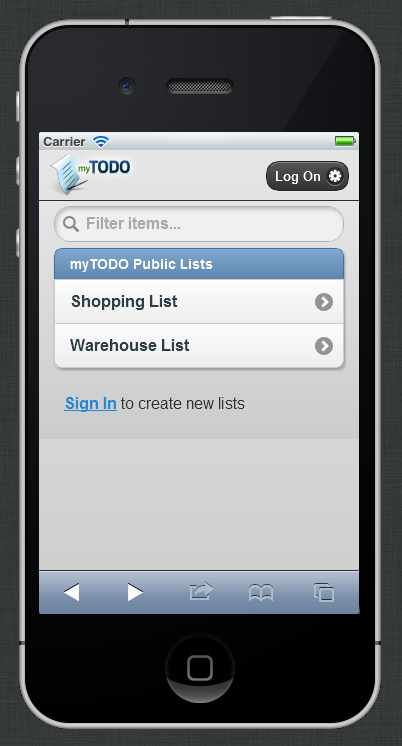 Carrier
myTODO
Log On
Filter items...
myTODO Public Lists
Shopping List
Warehouse List
Sign In to create new lists